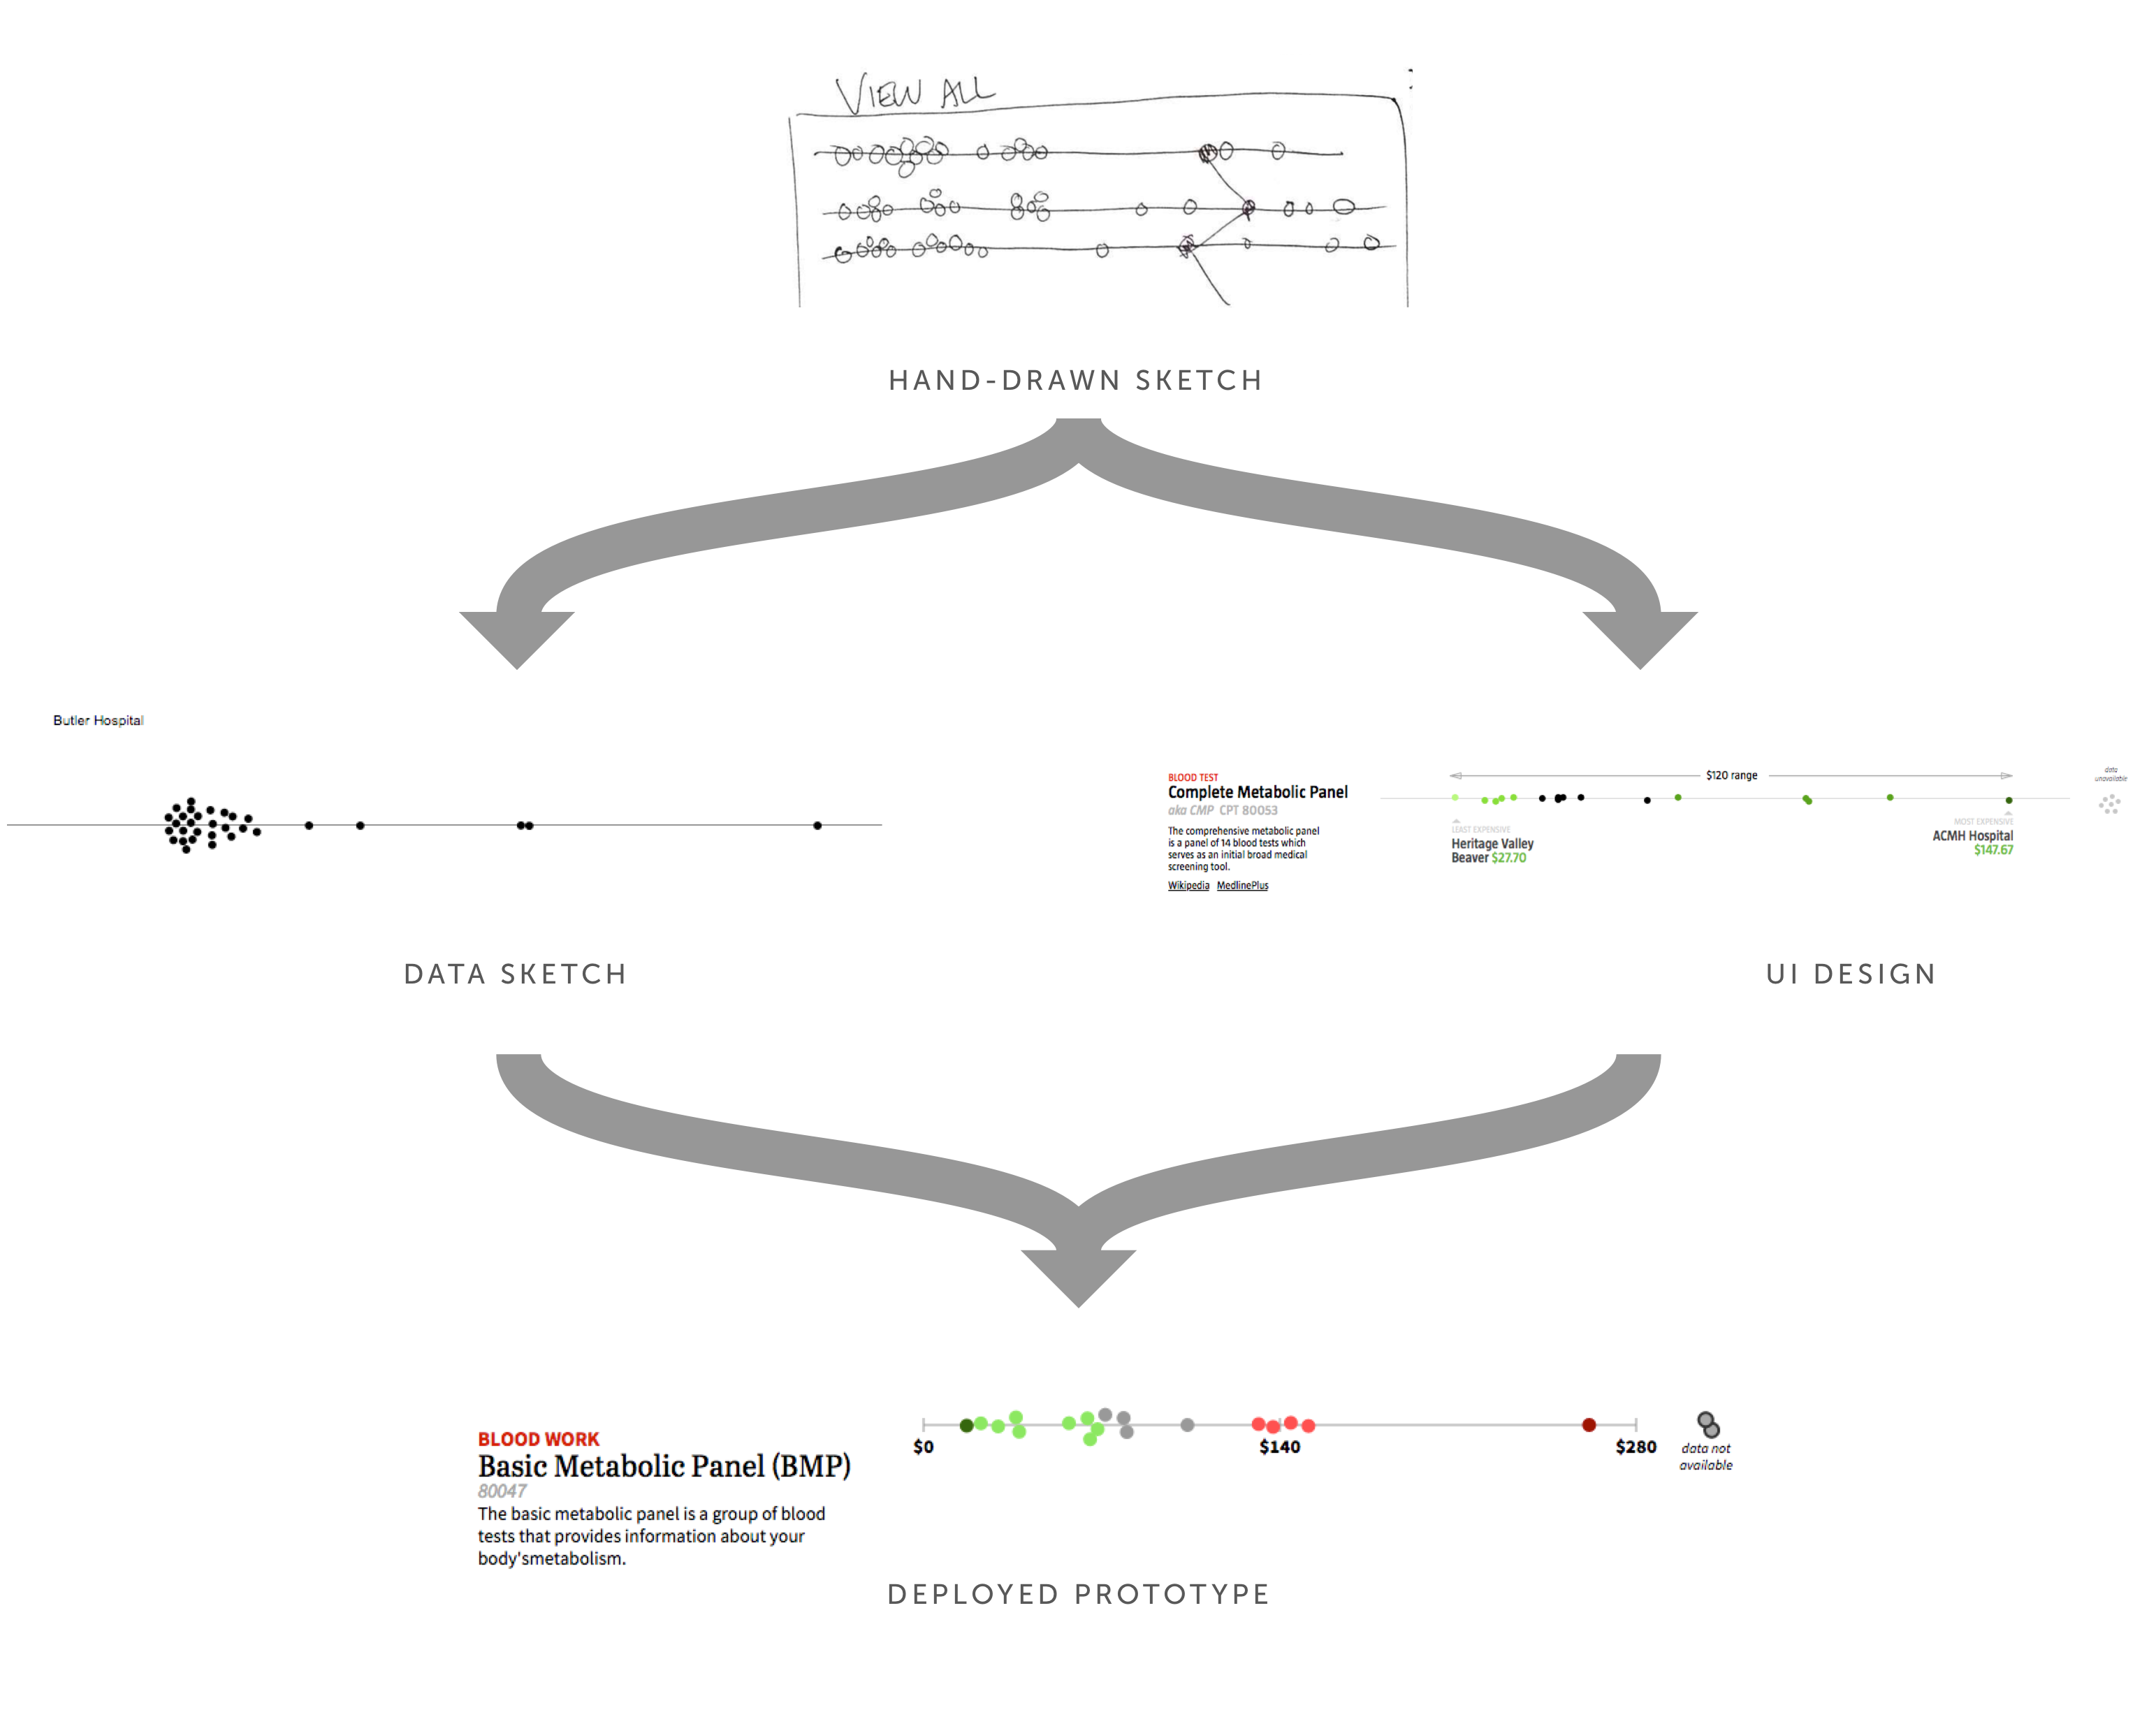 VIEW ALL
HAND-DRAWN SKETCH
Butler Hospital
DATA SKETCH
BLOOD TEST
Complete Metabolic Panel
aka CMP CPT 80053
The comprehensive metabolic panel
is a panel of 14 blood tests which
serves as an initial broad medical
screening tool.
Wikipedia MedlinePlus
$120 range
LEAST EXPENSIVE
Heritage Valley
Beaver $27.70
MOST EXPENSIVE
ACMH Hospital
$147.67
data
unavailable
UI DESIGN
BLOOD WORK
Basic Metabolic Panel (BMP)
80047
The basic metabolic panel is a group of blood
tests that provides information about your
body'smetabolism.
$0
$140
$280
data not
available
DEPLOYED PROTOTYPE